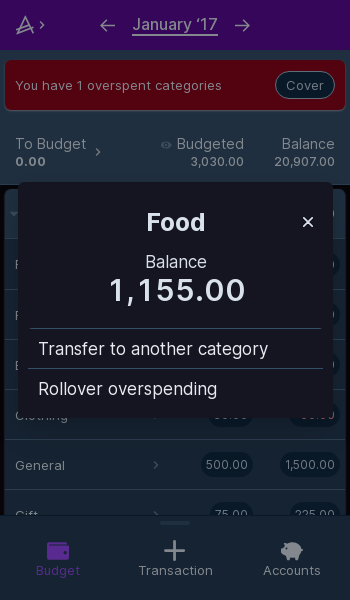 January ‘17
You have 1 overspent categories
Cover
To Budget
Budgeted
Balance
0.00
3,030.00
20,907.00
Food
Balance
1,155.00
Transfer to another category
Rollover overspending
Clothing
General
500.00
1,500.00
Gift
75.00
225.00
Budget
Transaction
Accounts